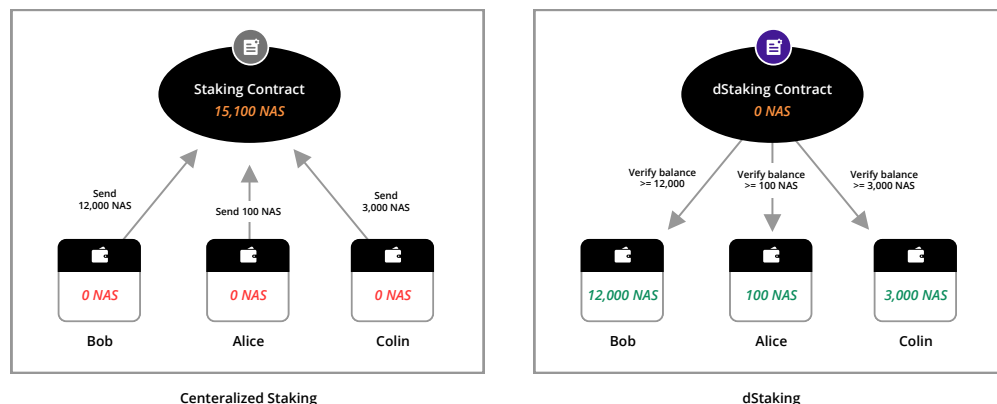 Staking Contract
15,100 NAS
Send
12,000 NAS
Send 100 NAS
Send
3,000 NAS
0 NAS
0 NAS
0 NAS
Bob
Alice
Colin
Centralized Staking
dStaking Contract
0 NAS
Verify balance
>= 12,000
Verify balance
>= 100 NAS
Verify balance
>= 3,000 NAS
12,000 NAS
100 NAS
3,000 NAS
Bob
Alice
Colin
dStaking